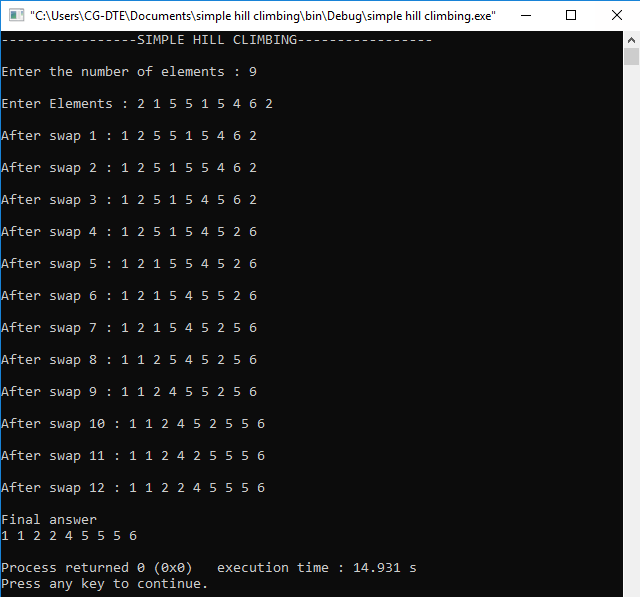 "C:\Users\CG-DTE\Documents\simple hill climbing\bin\Debug\simple hill climbing.exe"
-----------------SIMPLE HILL CLIMBING-----------------
Enter the number of elements : 9
Enter Elements : 2 1 5 5 1 5 4 6 2
After swap 1 : 1 2 5 5 1 5 4 6 2
After swap 2 : 1 2 5 1 5 5 4 6 2
After swap 3 : 1 2 5 1 5 4 5 6 2
After swap 4 : 1 2 5 1 5 4 5 2 6
After swap 5 : 1 2 1 5 5 4 5 2 6
After swap 6 : 1 2 1 5 4 5 5 2 6
After swap 7 : 1 2 1 5 4 5 2 5 6
After swap 8 : 1 1 2 5 4 5 2 5 6
After swap 9 : 1 1 2 4 5 5 2 5 6
After swap 10 : 1 1 2 4 5 2 5 5 6
After swap 11 : 1 1 2 4 2 5 5 5 6
After swap 12 : 1 1 2 2 4 5 5 5 6
Final answer
1 1 2 2 4 5 5 5 6
Process returned 0 (0x0)   execution time : 14.931 s
Press any key to continue.